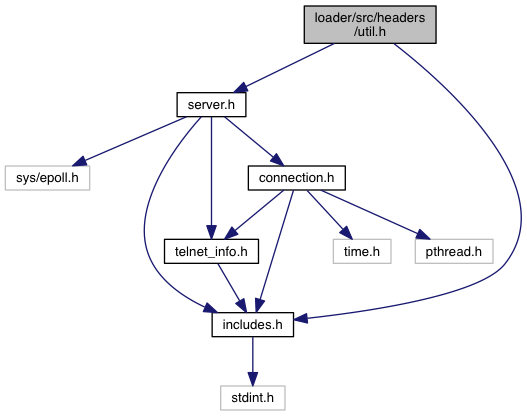 loader/src/headers
/util.h
server.h
sys/epoll.h
connection.h
telnet_info.h
time.h
pthread.h
includes.h
stdint.h